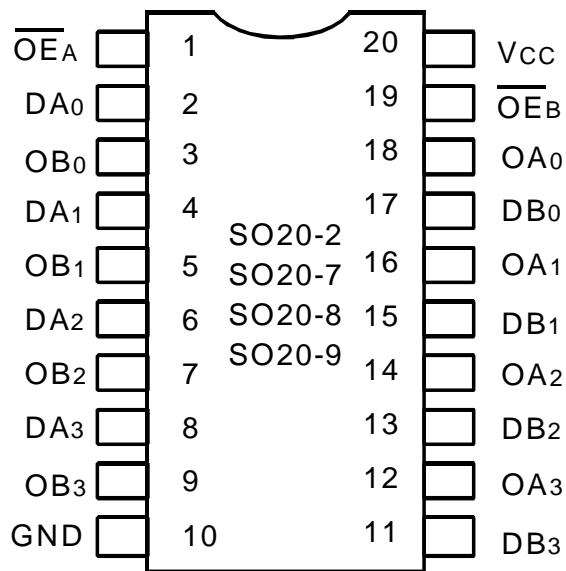 O̅E̅A 1 20 VCC
DA0 2 19 O̅E̅B
OB0 3 18 OA0
DA1 4 17 DB0
SO20-2
OB1 5 16 OA1
SO20-7
DA2 6 15 DB1
SO20-8
SO20-9
OB2 7 14 OA2
DA3 8 13 DB2
OB3 9 12 OA3
GND 10 11 DB3